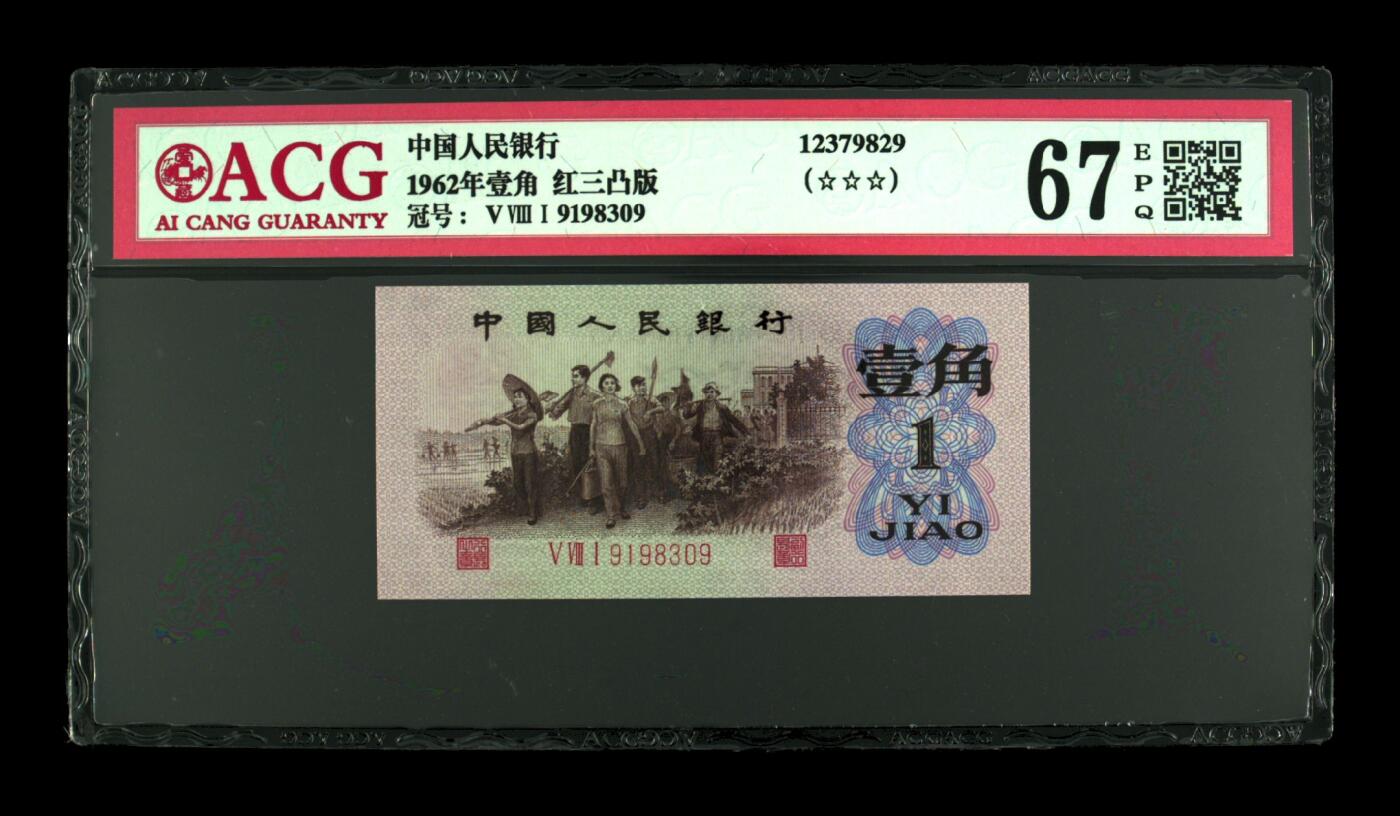 ACG
AI CANG GUARANTY
中国人民银行
1962年壹角 红三凸版
冠号：ⅤⅧⅠ9198309
12379829
(☆☆☆)
67
EPQ
中國人民銀行
壹角
1
YI
JIAO
ⅤⅧⅠ9198309